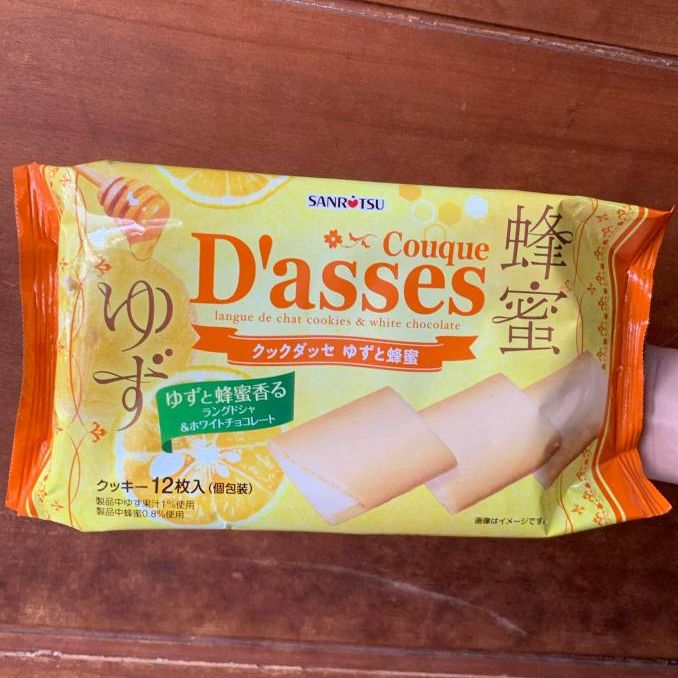 SANRITSU
Couque
D'asses
langue de chat cookies & white chocolate
クックダッセ ゆずと蜂蜜
蜂蜜
ゆず
ゆずと蜂蜜香る
ラングドシャ
&ホワイトチョコレート
クッキー12枚入(個包装)
製品中ゆず果汁1%使用
製品中蜂蜜0.8%使用
画像はイメージです。